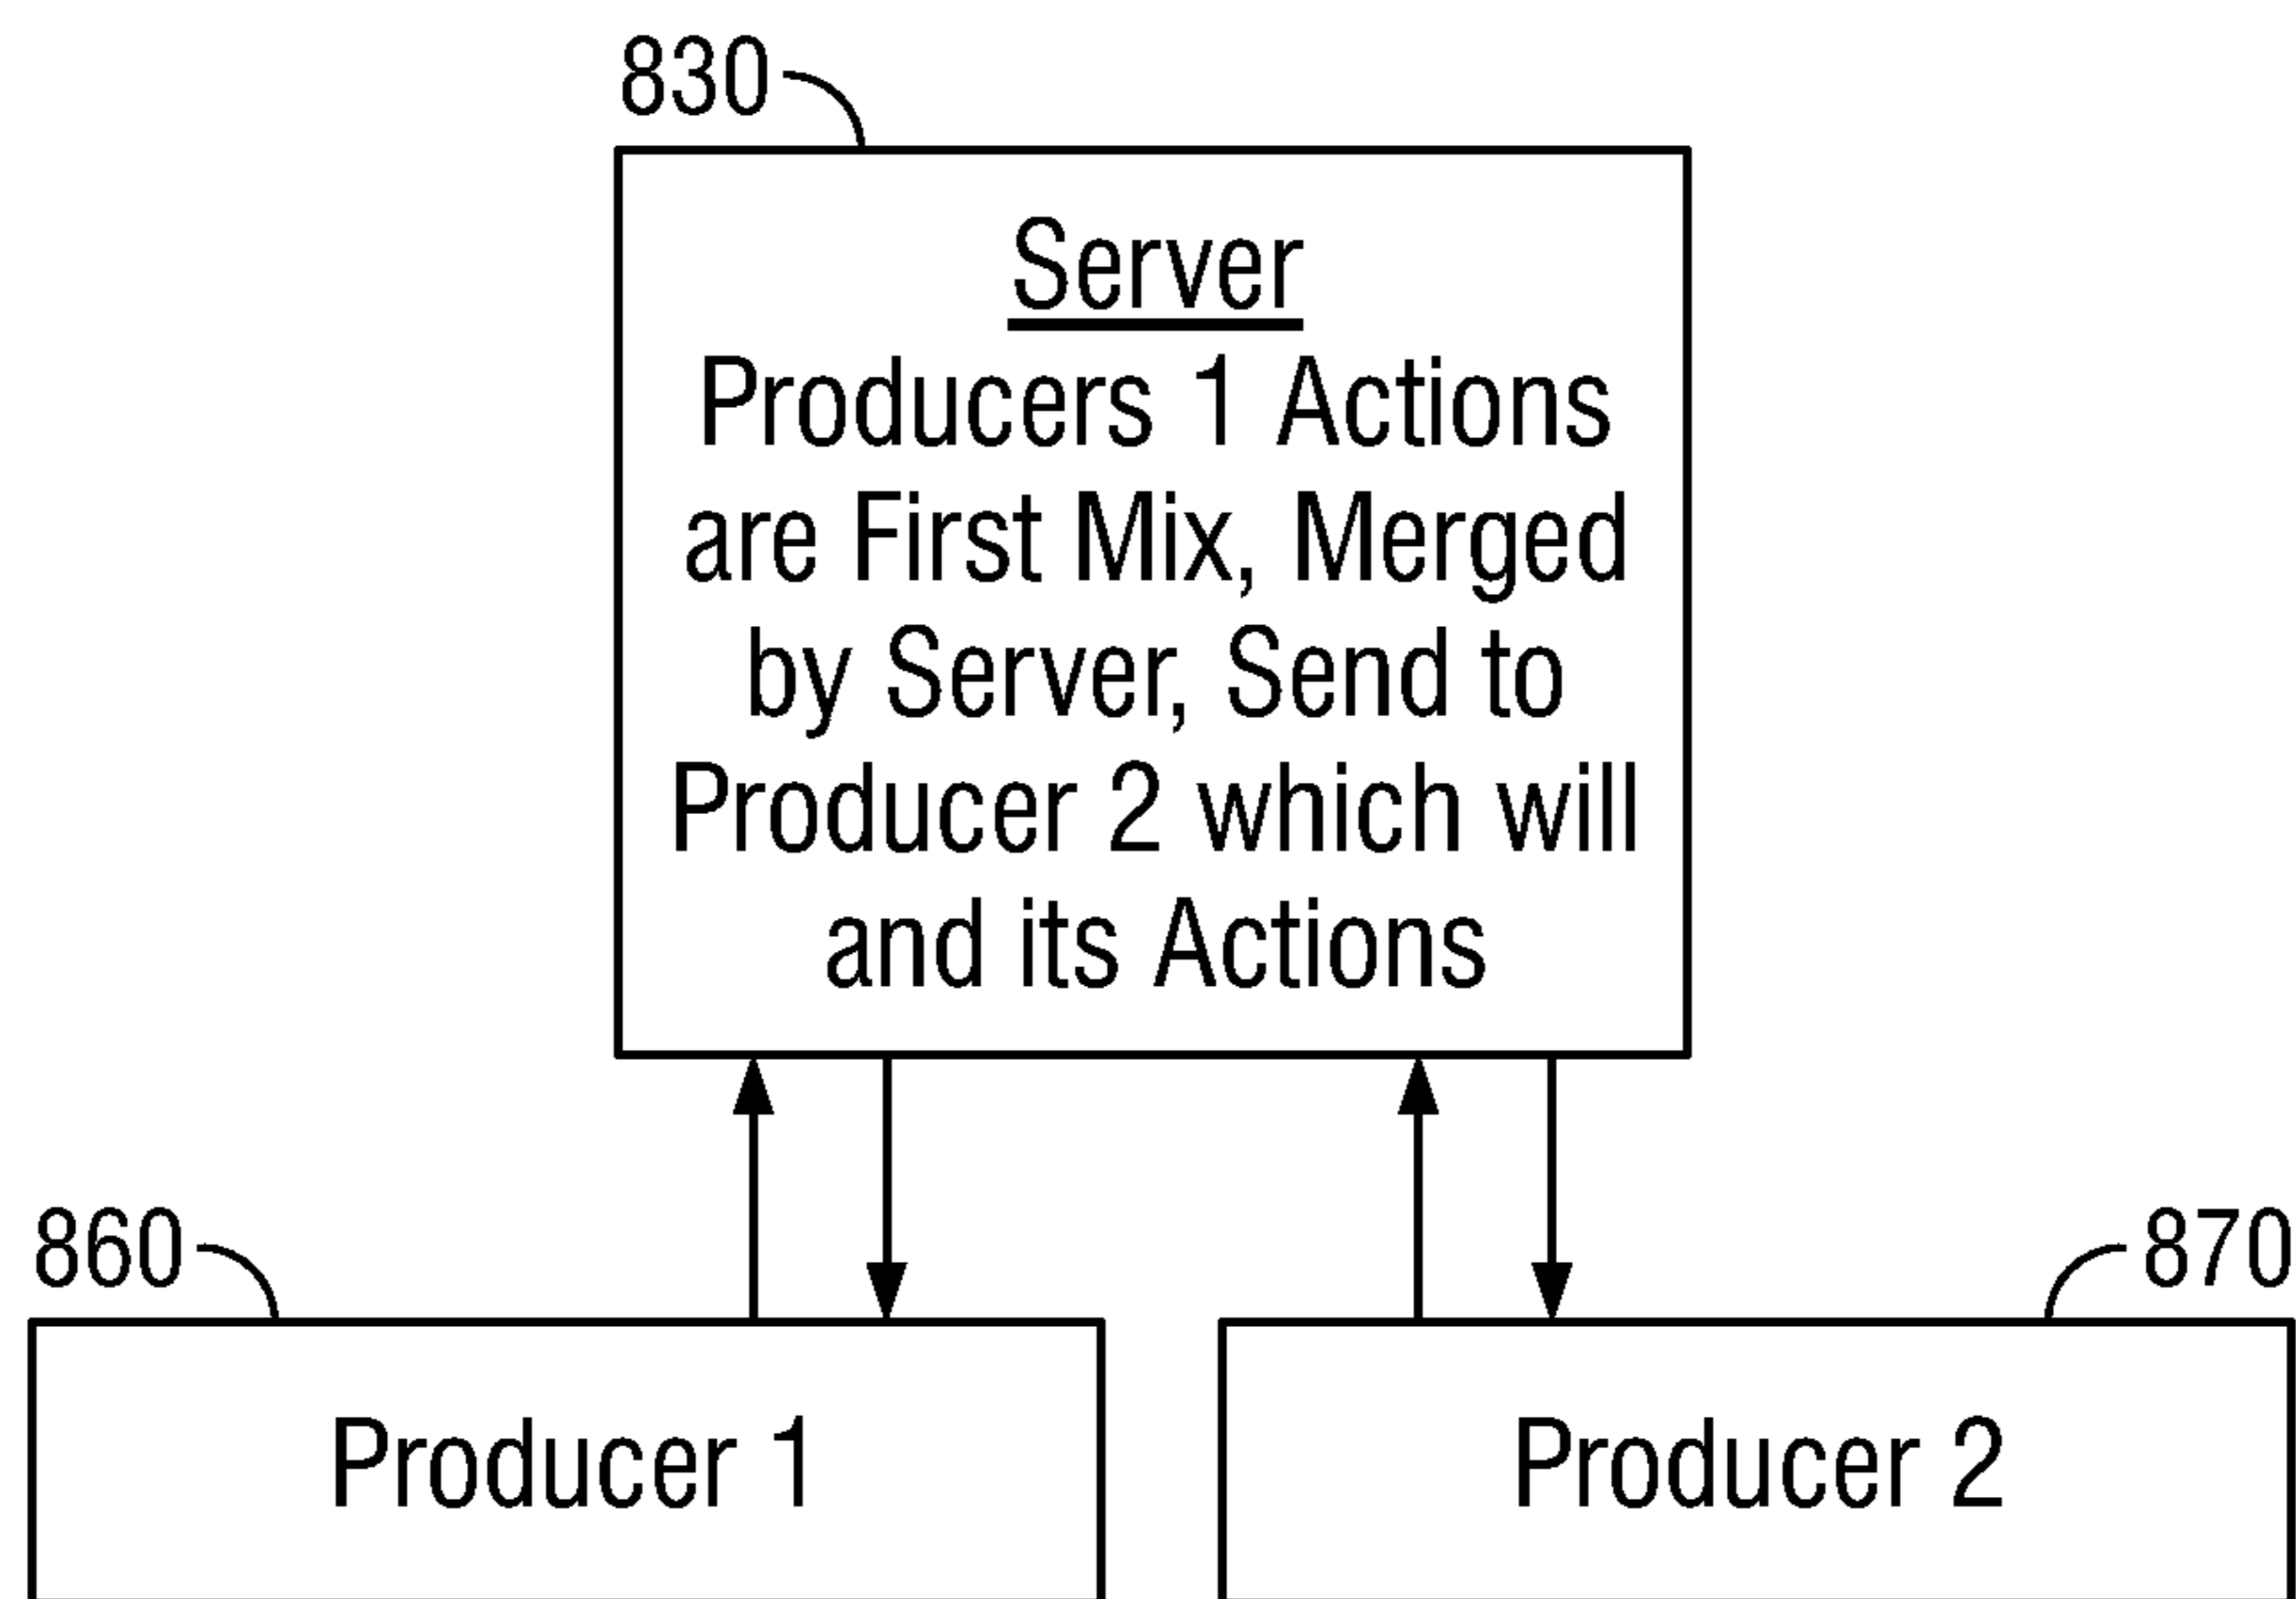 830
Server
Producers 1 Actions
are First Mix, Merged
by Server, Send to
Producer 2 which will
and its Actions
860
870
Producer 1
Producer 2